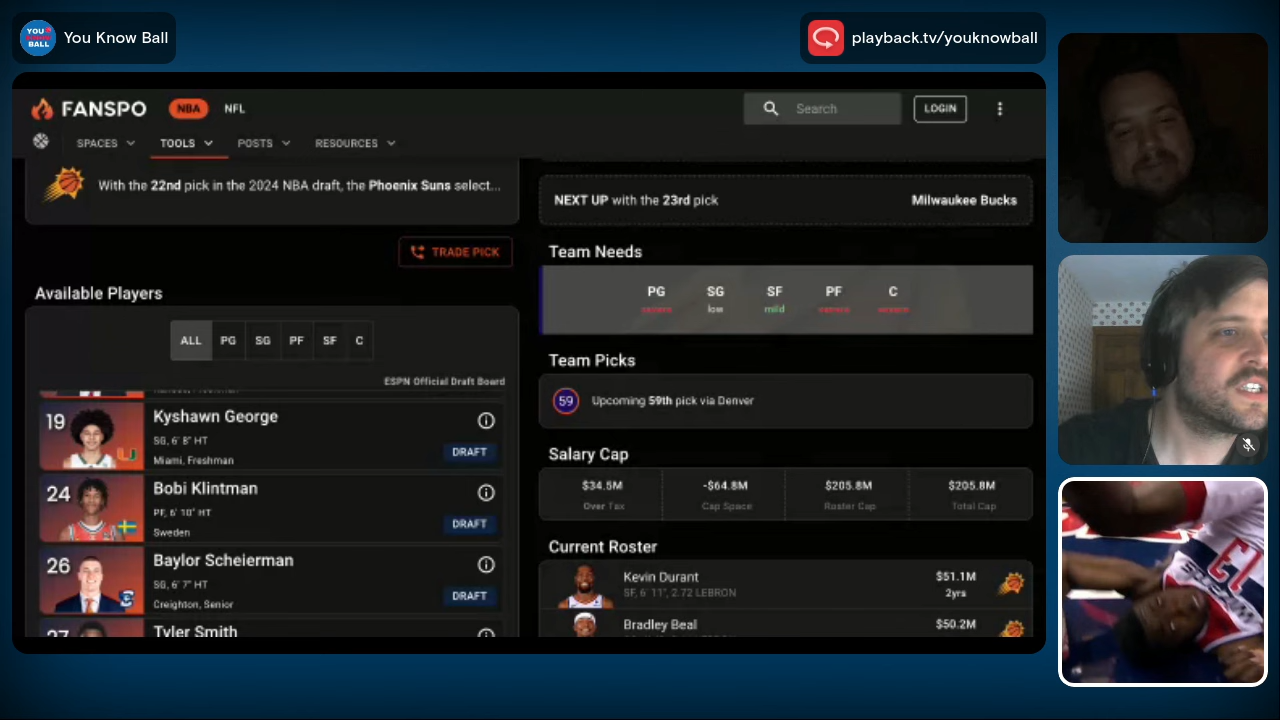 YOU
BALL
You Know Ball
playback.tv/youknowball
FANSPO
NBA
NFL
Search
LOGIN
SPACES
TOOLS
POSTS
RESOURCES
With the 22nd pick in the 2024 NBA draft, the Phoenix Suns select...
NEXT UP with the 23rd pick
Milwaukee Bucks
TRADE PICK
Team Needs
PG
SG
SF
PF
C
low
mild
Available Players
ALL
PG
SG
PF
SF
C
ESPN Official Draft Board
Team Picks
59
Upcoming 59th pick via Denver
19
Kyshawn George
SG, 6' 8" HT
Miami, Freshman
DRAFT
24
Bobi Klintman
PF, 6' 10" HT
Sweden
DRAFT
26
Baylor Scheierman
SG, 6' 7" HT
Creighton, Senior
DRAFT
27
Tyler Smith
Salary Cap
$34.5M
-$64.8M
$205.8M
$205.8M
Over Tax
Cap Space
Roster Cap
Total Cap
Current Roster
Kevin Durant
SF, 6' 11", 2.72 LEBRON
$51.1M
2yrs
Bradley Beal
$50.2M
13